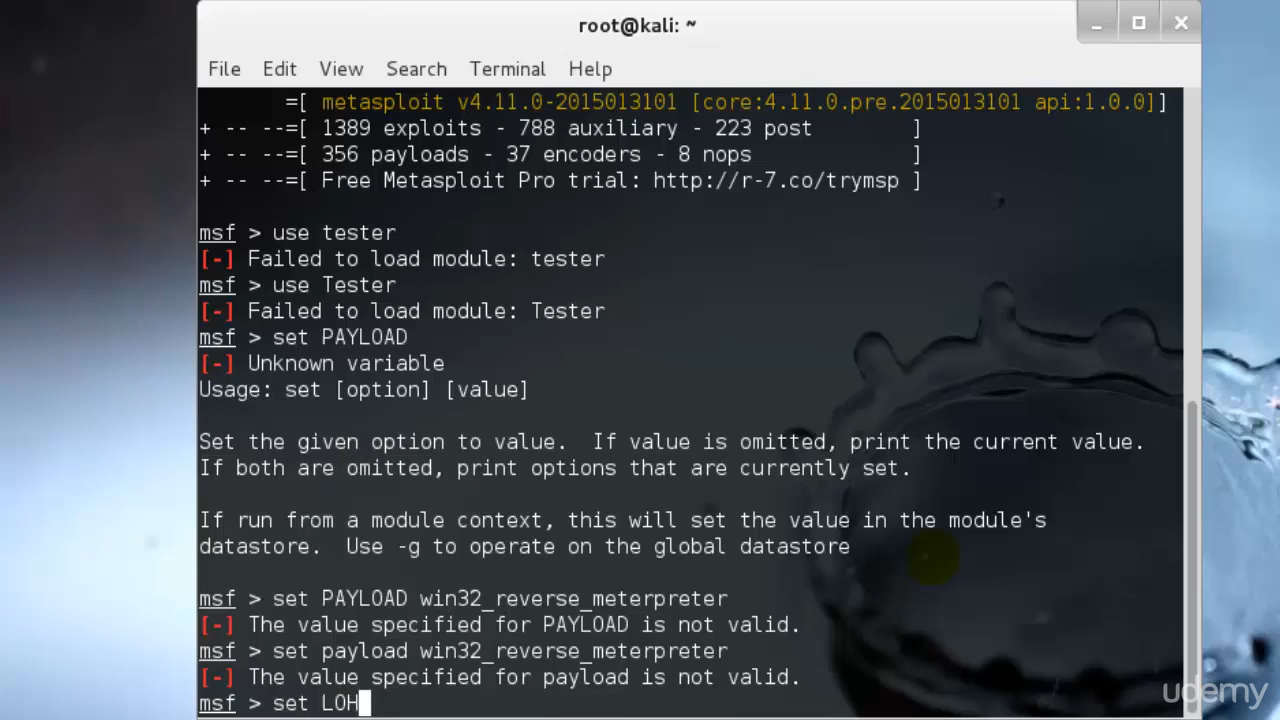 root@kali: ~
File Edit View Search Terminal Help
=[ metasploit v4.11.0-2015013101 [core:4.11.0.pre.2015013101 api:1.0.0]]
+ -- --=[ 1389 exploits - 788 auxiliary - 223 post ]
+ -- --=[ 356 payloads - 37 encoders - 8 nops ]
+ -- --=[ Free Metasploit Pro trial: http://r-7.co/trymsp ]
msf > use tester
[-] Failed to load module: tester
msf > use Tester
[-] Failed to load module: Tester
msf > set PAYLOAD
[-] Unknown variable
Usage: set [option] [value]
Set the given option to value. If value is omitted, print the current value.
If both are omitted, print options that are currently set.
If run from a module context, this will set the value in the module's
datastore. Use -g to operate on the global datastore
msf > set PAYLOAD win32_reverse_meterpreter
[-] The value specified for PAYLOAD is not valid.
msf > set payload win32_reverse_meterpreter
[-] The value specified for payload is not valid.
msf > set LOH
udemy